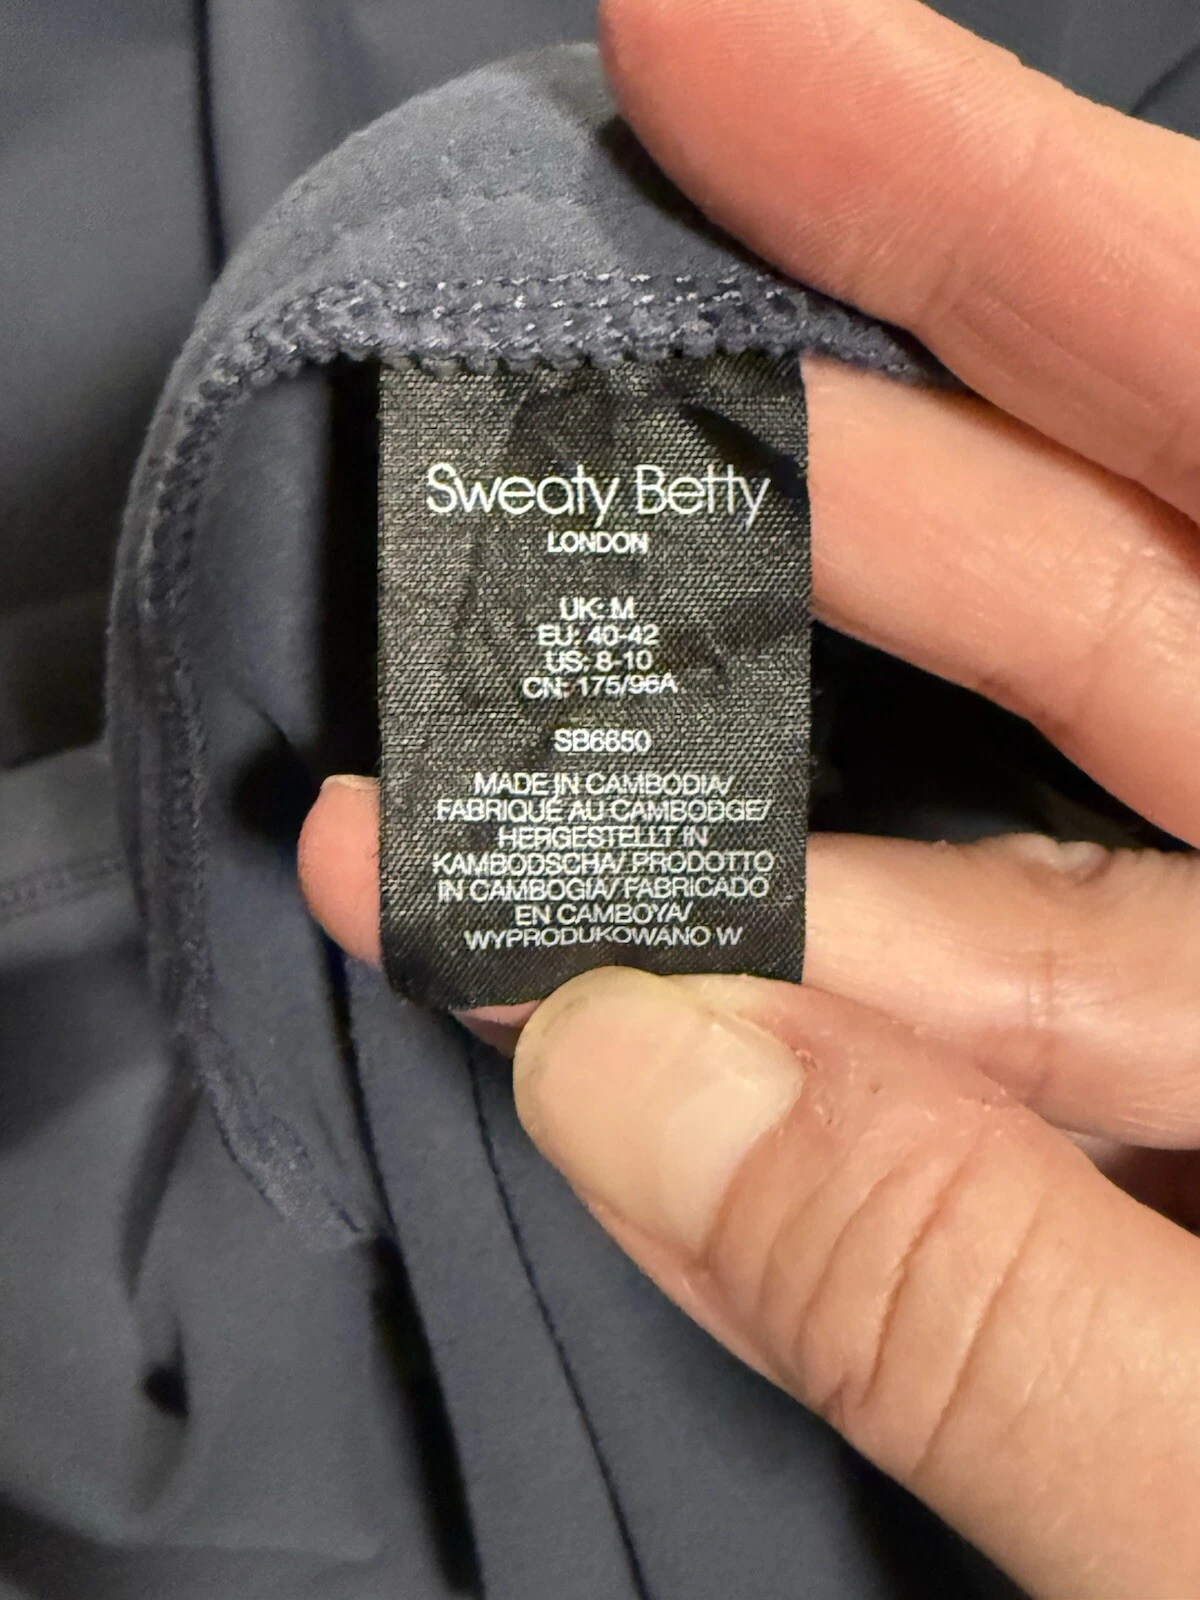 Sweaty Betty
LONDON
UK: M
EU: 40-42
US: 8-10
CN: 175/96A
SB6650
MADE IN CAMBODIA/
FABRIQUÉ AU CAMBODGE/
HERGESTELLT IN
KAMBODSCHA/ PRODOTTO
IN CAMBOGIA/ FABRICADO
EN CAMBOYA/
WYPRODUKOWANO W